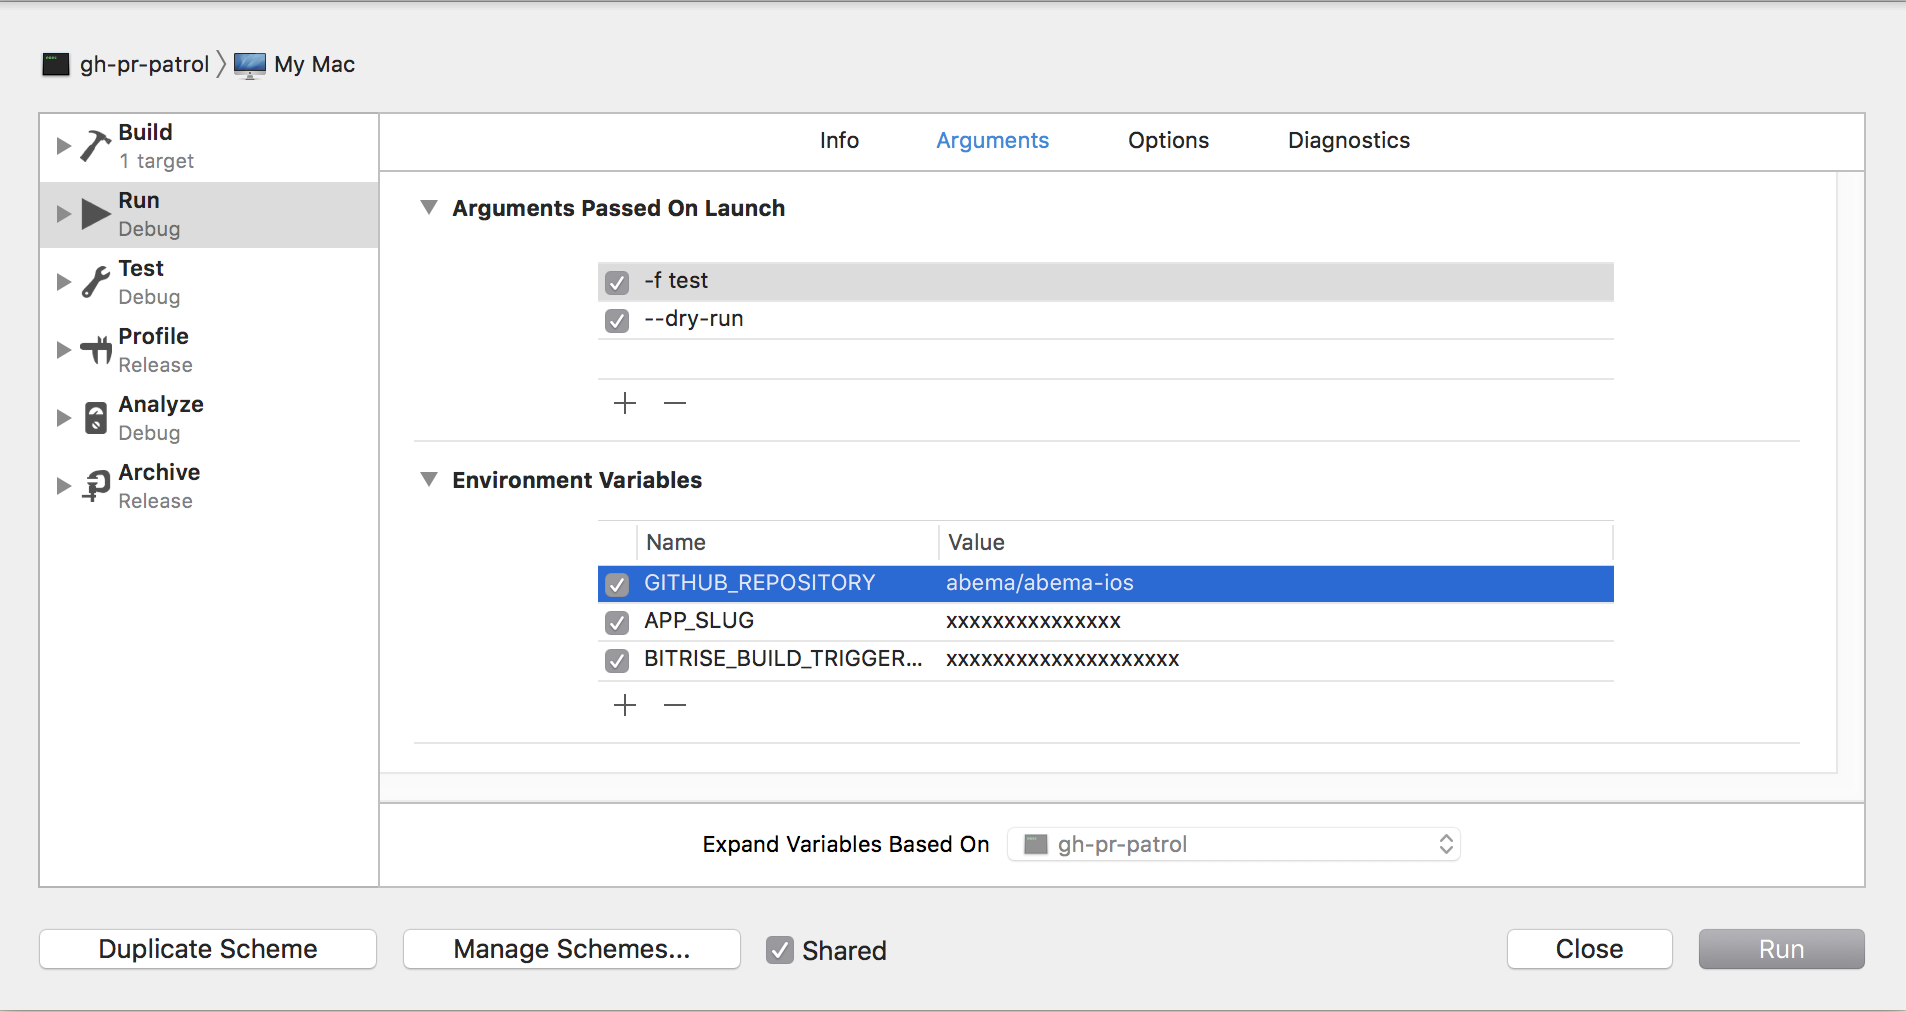 gh-pr-patrol My Mac
Build
1 target
Run
Debug
Test
Debug
Profile
Release
Analyze
Debug
Archive
Release
Info Arguments Options Diagnostics
Arguments Passed On Launch
-f test
--dry-run
Environment Variables
Name Value
GITHUB_REPOSITORY abema/abema-ios
APP_SLUG xxxxxxxxxxxxxxx
BITRISE_BUILD_TRIGGER... xxxxxxxxxxxxxxxxxxxx
Expand Variables Based On gh-pr-patrol
Duplicate Scheme Manage Schemes... Shared Close Run